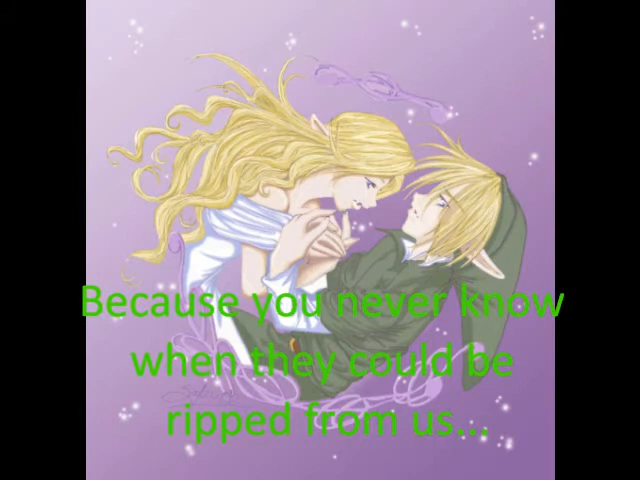 Because you never know
when they could be
ripped from us...